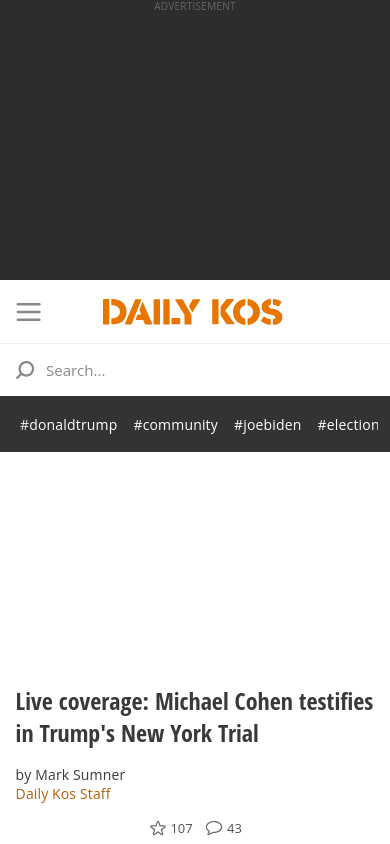 ADVERTISEMENT
DAILY KOS
Search...
#donaldtrump #community #joebiden #election
Live coverage: Michael Cohen testifies
in Trump's New York Trial
by Mark Sumner
Daily Kos Staff
107 43